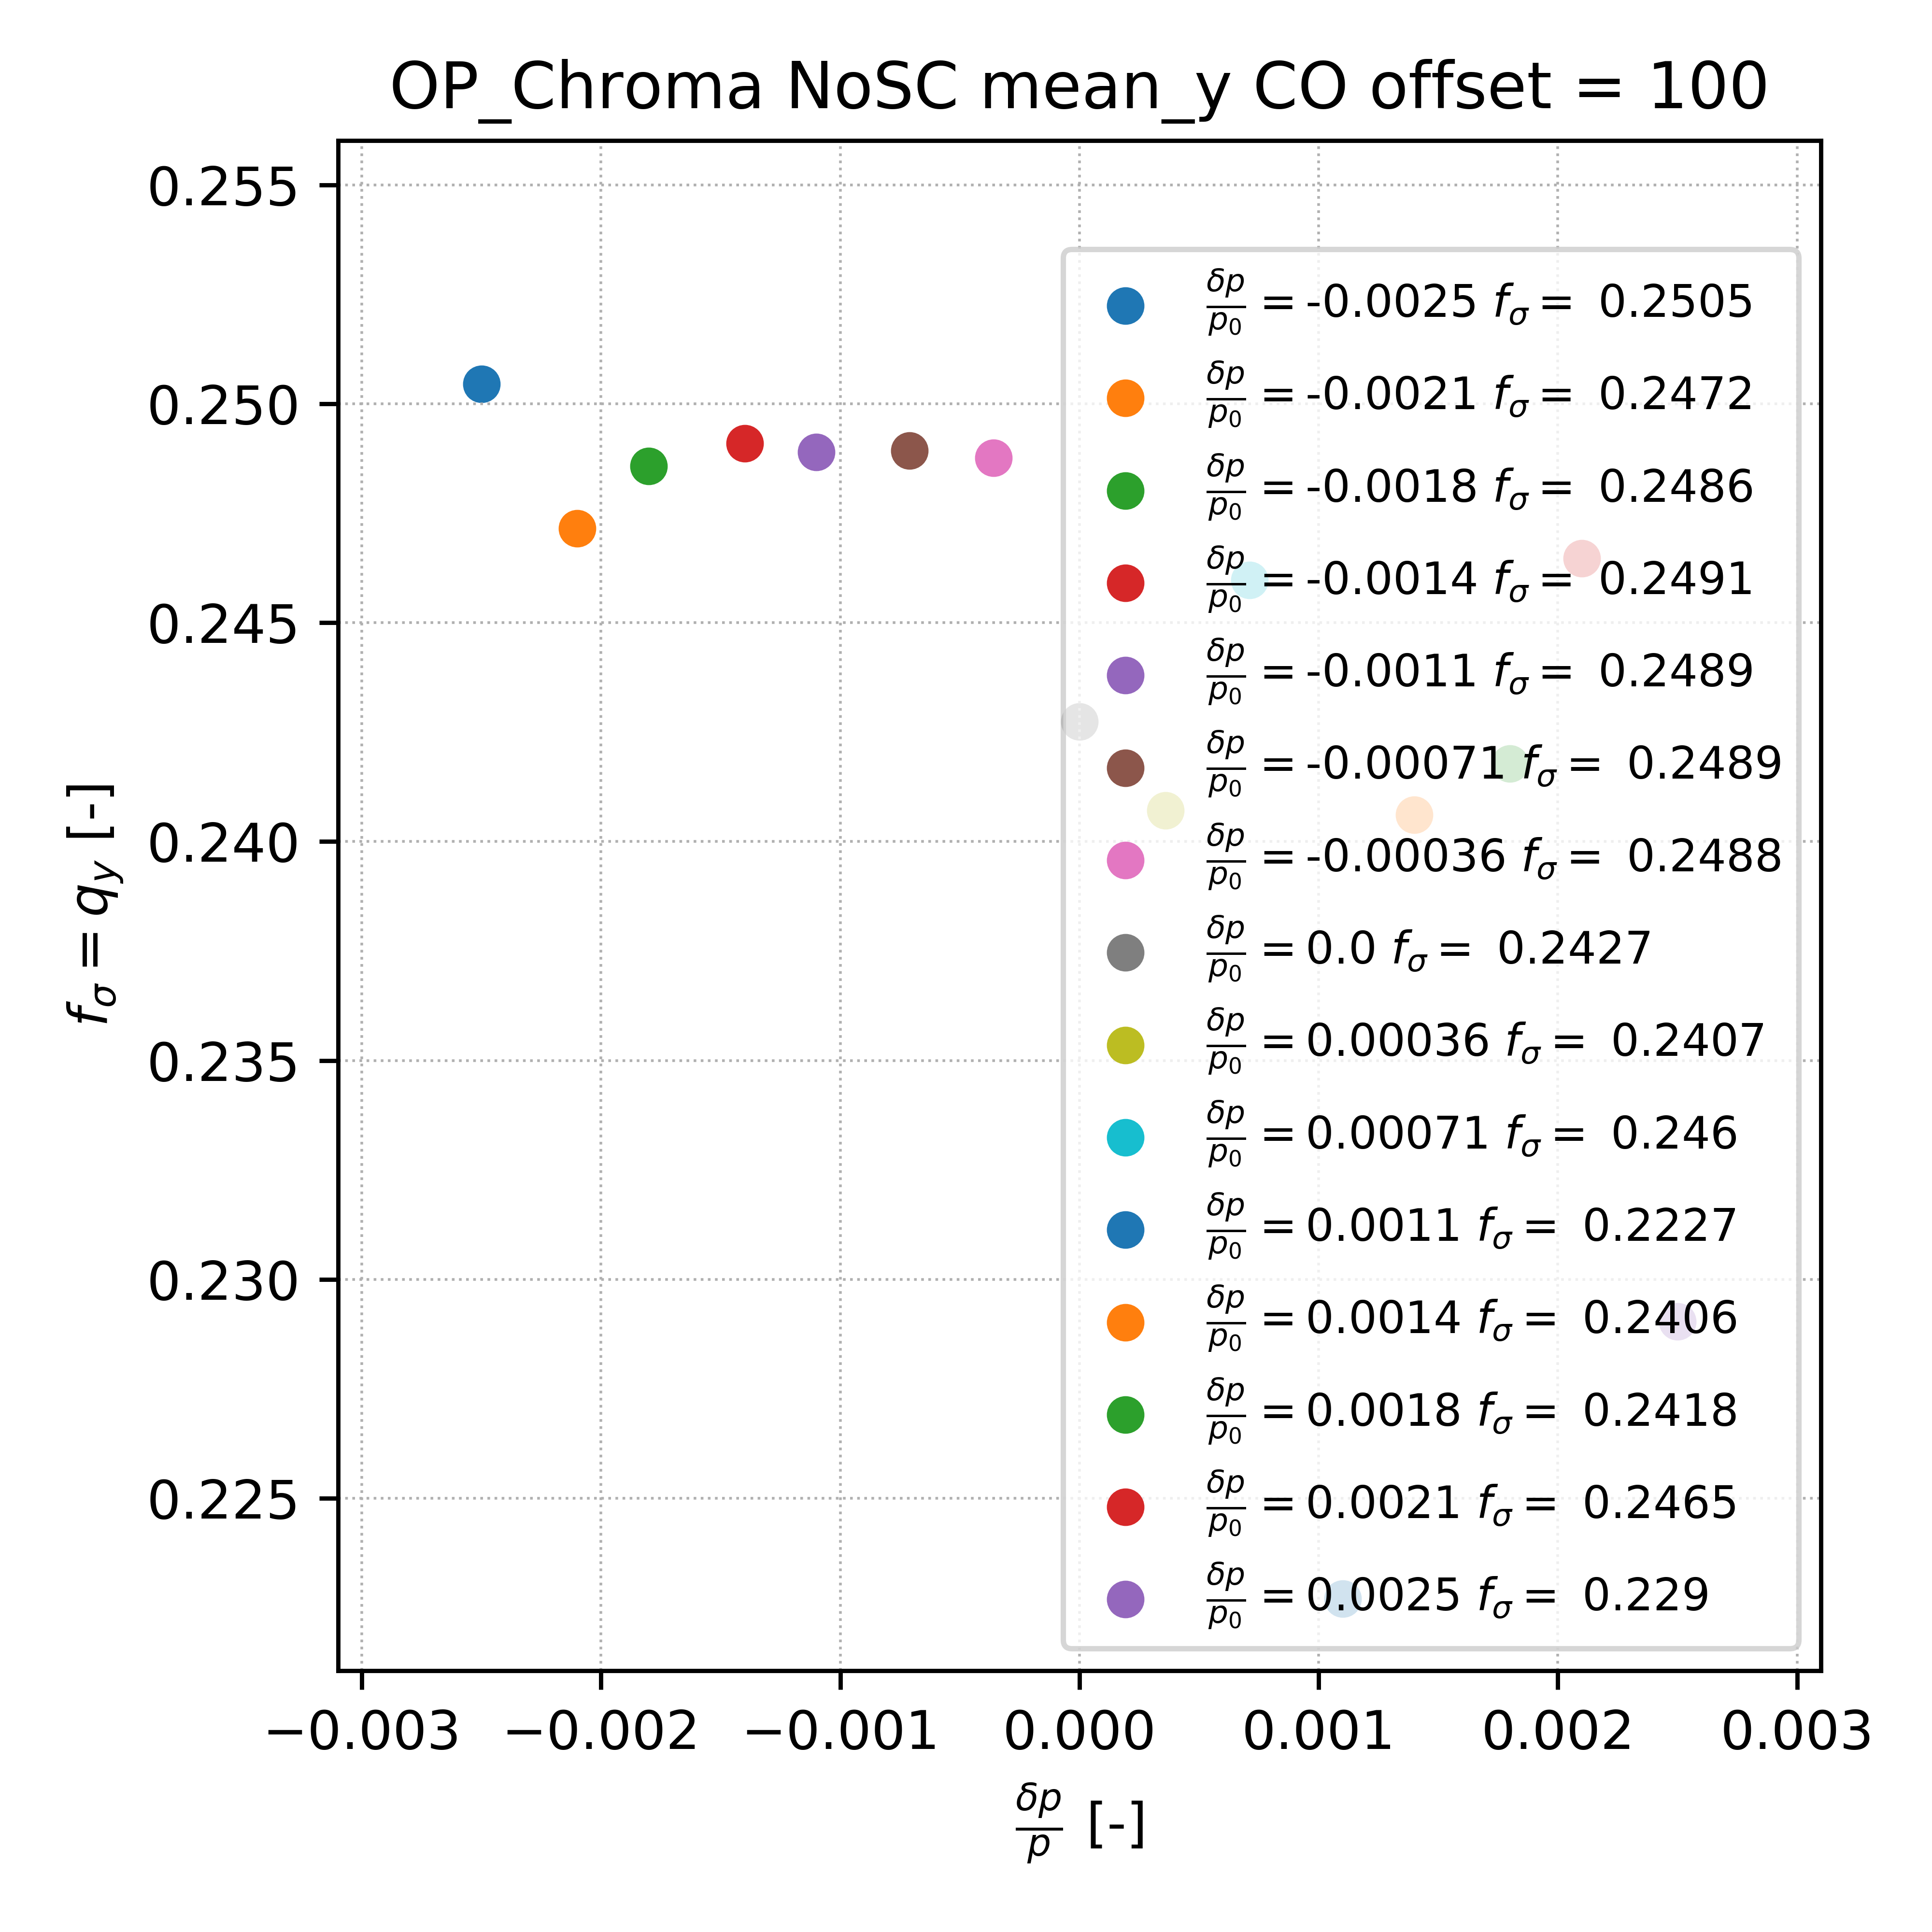 OP_Chroma NoSC mean_y CO offset = 100
0.255
0.250
0.245
0.240
0.235
0.230
0.225
f_σ = q_y [-]
δp/p₀ = -0.0025 f_σ = 0.2505
δp/p₀ = -0.0021 f_σ = 0.2472
δp/p₀ = -0.0018 f_σ = 0.2486
δp/p₀ = -0.0014 f_σ = 0.2491
δp/p₀ = -0.0011 f_σ = 0.2489
δp/p₀ = -0.00071 f_σ = 0.2489
δp/p₀ = -0.00036 f_σ = 0.2488
δp/p₀ = 0.0 f_σ = 0.2427
δp/p₀ = 0.00036 f_σ = 0.2407
δp/p₀ = 0.00071 f_σ = 0.246
δp/p₀ = 0.0011 f_σ = 0.2227
δp/p₀ = 0.0014 f_σ = 0.2406
δp/p₀ = 0.0018 f_σ = 0.2418
δp/p₀ = 0.0021 f_σ = 0.2465
δp/p₀ = 0.0025 f_σ = 0.229
−0.003 −0.002 −0.001 0.000 0.001 0.002 0.003
δp/p [-]